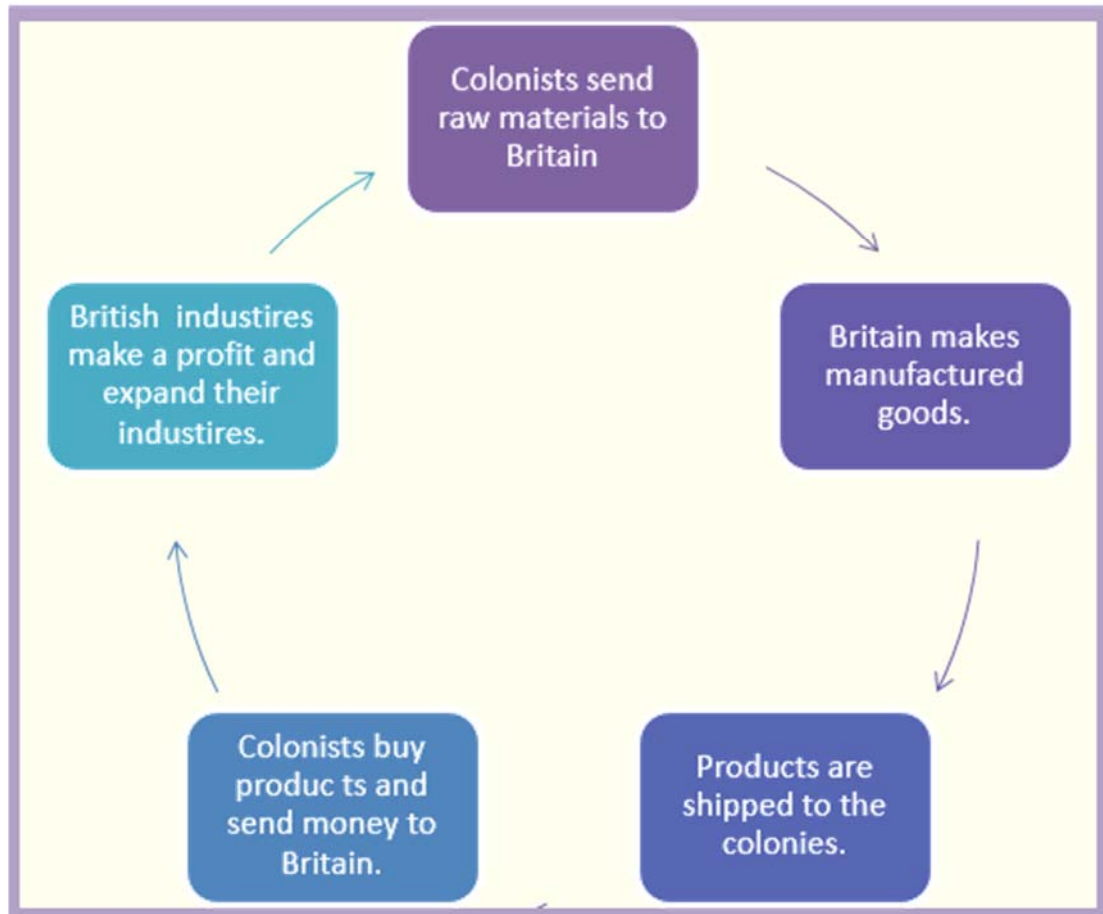 Colonists send
raw materials to
Britain
Britain makes
manufactured
goods.
Products are
shipped to the
colonies.
Colonists buy
produc ts and
send money to
Britain.
British industires
make a profit and
expand their
industires.